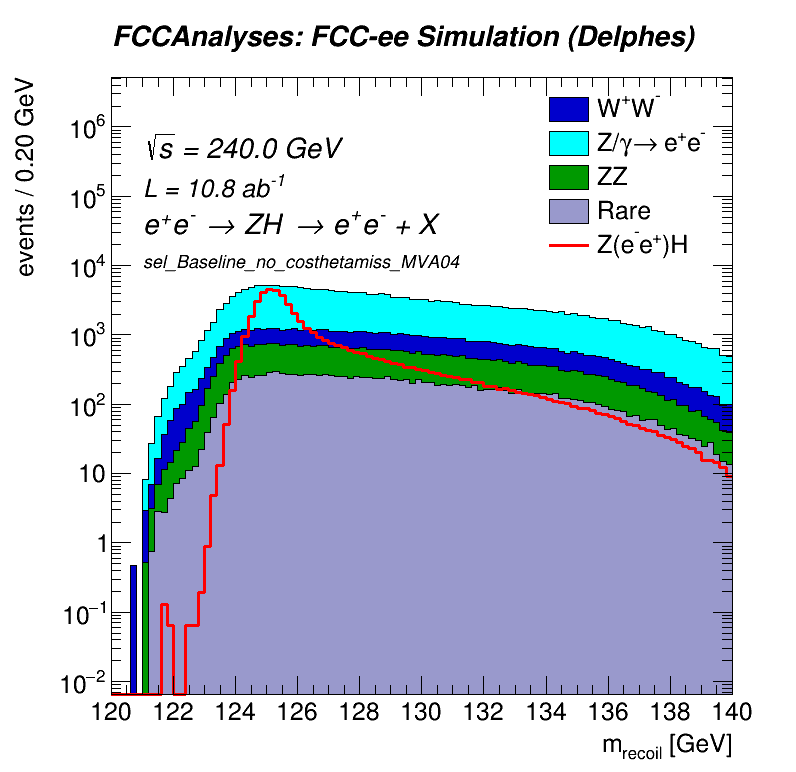 FCCAnalyses: FCC-ee Simulation (Delphes)
events / 0.20 GeV
√s = 240.0 GeV
L = 10.8 ab⁻¹
e⁺e⁻ → ZH → e⁺e⁻ + X
sel_Baseline_no_costhetamiss_MVA04
W⁺W⁻
Z/γ→ e⁺e⁻
ZZ
Rare
Z(e⁻e⁺)H
10⁶
10⁵
10⁴
10³
10²
10
1
10⁻¹
10⁻²
120 122 124 126 128 130 132 134 136 138 140
m_recoil [GeV]